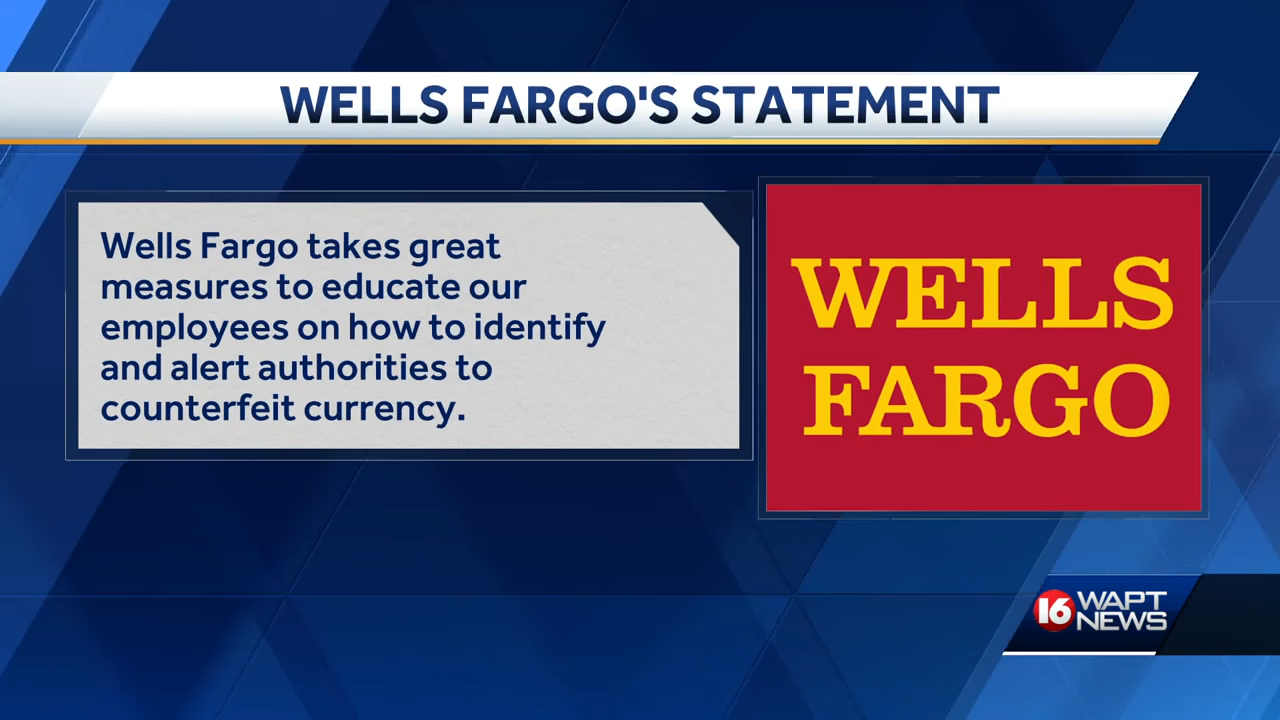 WELLS FARGO'S STATEMENT
Wells Fargo takes great
measures to educate our
employees on how to identify
and alert authorities to
counterfeit currency.
WELLS
FARGO
16 WAPT
NEWS